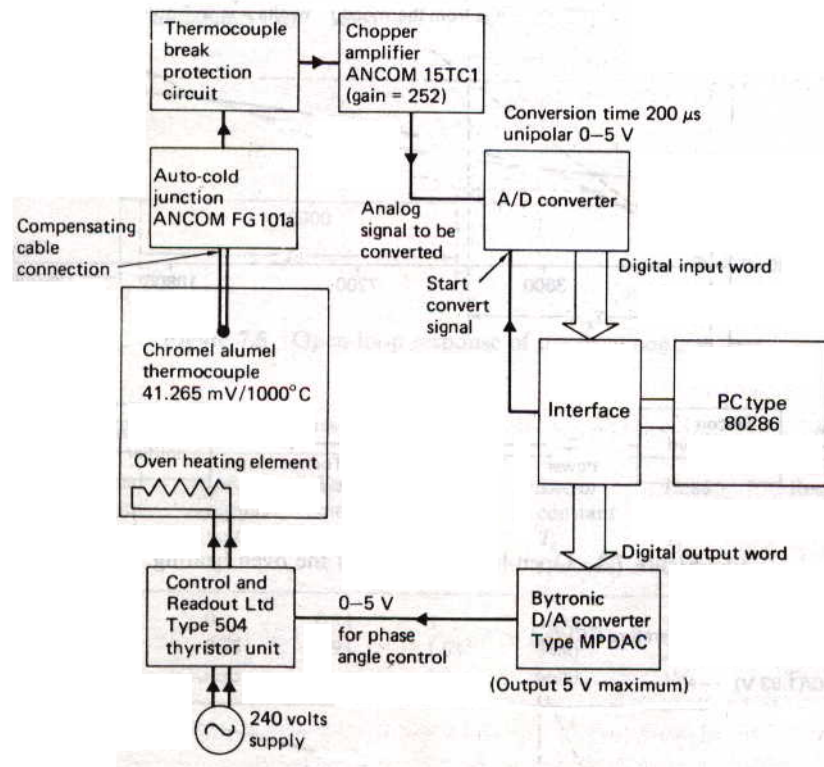 Thermocouple
break
protection
circuit
Chopper
amplifier
ANCOM 15TC1
(gain = 252)
Conversion time 200 μs
unipolar 0–5 V
Auto-cold
junction
ANCOM FG101a
A/D converter
Compensating
cable
connection
Analog
signal to be
converted
Start
convert
signal
Digital input word
Chromel alumel
thermocouple
41.265 mV/1000°C
Interface
PC type
80286
Oven heating element
Digital output word
Control and
Readout Ltd
Type 504
thyristor unit
0–5 V
for phase
angle control
Bytronic
D/A converter
Type MPDAC
(Output 5 V maximum)
240 volts
supply